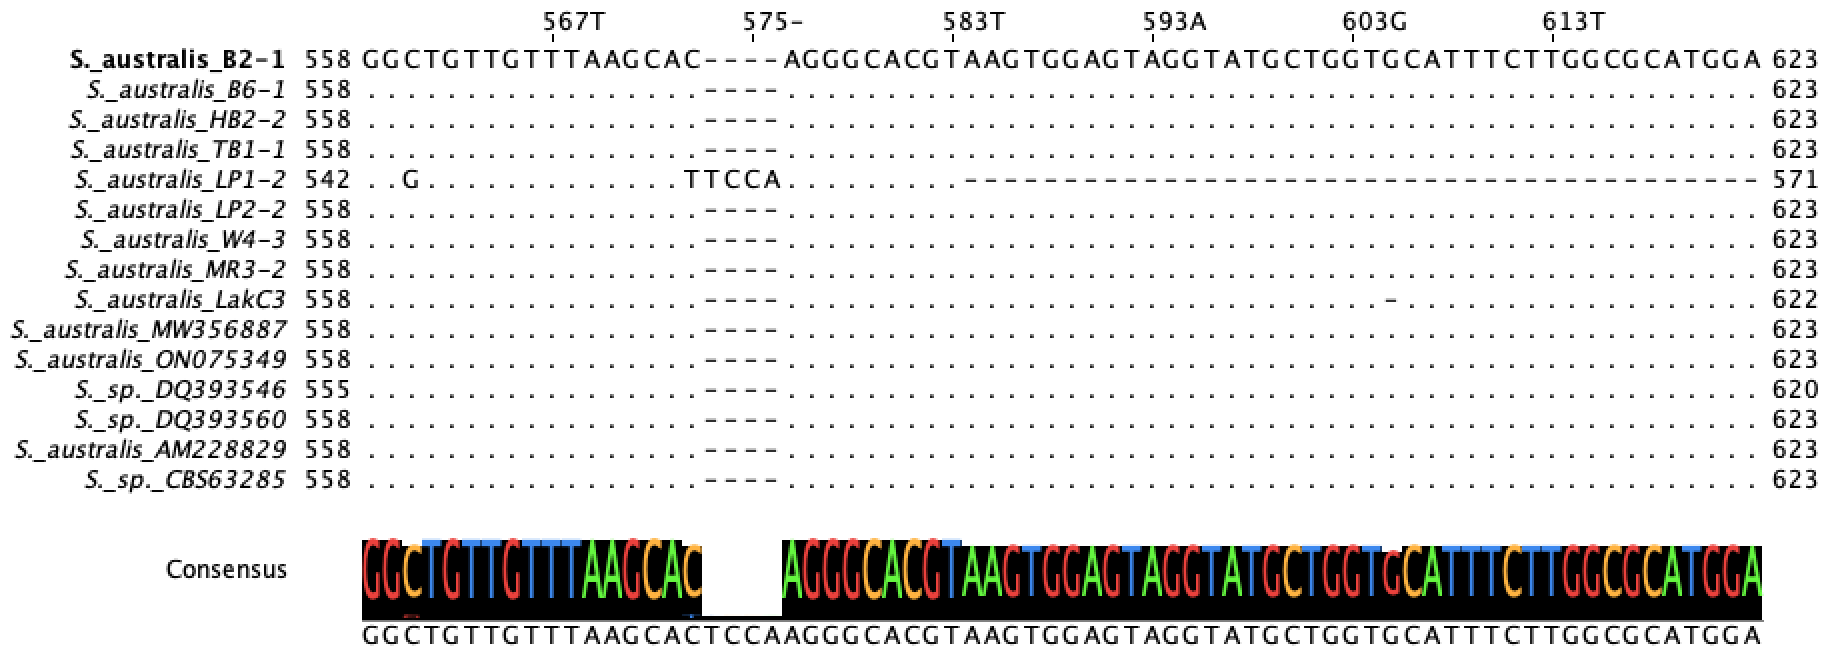 567T 575- 583T 593A 603G 613T
S._australis_B2-1 558 GGCTGTTGTTTAAGCAC----AGGGCACGTAAGTGGAGTAGGTATGCTGGTGCATTTCTTGGCGCATGGA 623
S._australis_B6-1 558 .................----................................................. 623
S._australis_HB2-2 558 .................----................................................. 623
S._australis_TB1-1 558 .................----................................................. 623
S._australis_LP1-2 542 ..G.............TTCCA.........---------------------------------------- 571
S._australis_LP2-2 558 .................----................................................. 623
S._australis_W4-3 558 .................----................................................. 623
S._australis_MR3-2 558 .................----................................................. 623
S._australis_LakC3 558 .................----..............................-.................. 622
S._australis_MW356887 558 .................----................................................. 623
S._australis_ON075349 558 .................----................................................. 623
S._sp._DQ393546 555 .................----................................................. 620
S._sp._DQ393560 558 .................----................................................. 623
S._australis_AM228829 558 .................----................................................. 623
S._sp._CBS63285 558 .................----................................................. 623
Consensus GGCTGTTGTTTAAGCAC AGGGCACGTAAGTGGAGTAGGTATGCTGGTGCATTTCTTGGCGCATGGA
GGCTGTTGTTTAAGCACTCCAAGGGCACGTAAGTGGAGTAGGTATGCTGGTGCATTTCTTGGCGCATGGA